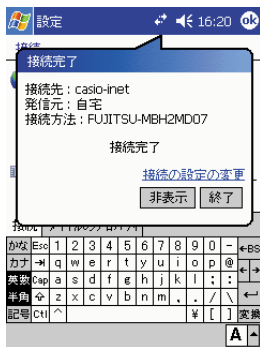 設定 16:20 ok
接続
接続完了
接続先：casio-inet
発信元：自宅
接続方法：FUJITSU-MBH2MD07
接続完了
接続の設定の変更
非表示 終了
かな Esc 1 2 3 4 5 6 7 8 9 0 - ←BS
カナ q w e r t y u i o p @
英数 Cap a s d f g h j k l ; :
半角 z x c v b n m , . / \
記号 Ctl ^ ¥ [ ] 変換
A